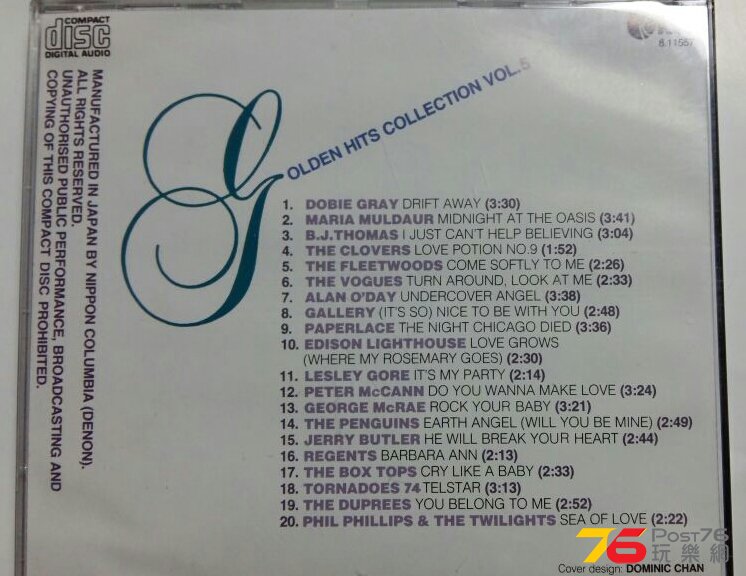 COMPACT
disc
DIGITAL AUDIO
8.11587
GOLDEN HITS COLLECTION VOL.5
MANUFACTURED IN JAPAN BY NIPPON COLUMBIA (DENON).
ALL RIGHTS RESERVED.
UNAUTHORISED PUBLIC PERFORMANCE, BROADCASTING AND
COPYING OF THIS COMPACT DISC PROHIBITED.
1. DOBIE GRAY DRIFT AWAY (3:30)
2. MARIA MULDAUR MIDNIGHT AT THE OASIS (3:41)
3. B.J.THOMAS I JUST CAN'T HELP BELIEVING (3:04)
4. THE CLOVERS LOVE POTION NO.9 (1:52)
5. THE FLEETWOODS COME SOFTLY TO ME (2:26)
6. THE VOGUES TURN AROUND, LOOK AT ME (2:33)
7. ALAN O'DAY UNDERCOVER ANGEL (3:38)
8. GALLERY (IT'S SO) NICE TO BE WITH YOU (2:48)
9. PAPERLACE THE NIGHT CHICAGO DIED (3:36)
10. EDISON LIGHTHOUSE LOVE GROWS
(WHERE MY ROSEMARY GOES) (2:30)
11. LESLEY GORE IT'S MY PARTY (2:14)
12. PETER McCANN DO YOU WANNA MAKE LOVE (3:24)
13. GEORGE McRAE ROCK YOUR BABY (3:21)
14. THE PENGUINS EARTH ANGEL (WILL YOU BE MINE) (2:49)
15. JERRY BUTLER HE WILL BREAK YOUR HEART (2:44)
16. REGENTS BARBARA ANN (2:13)
17. THE BOX TOPS CRY LIKE A BABY (2:33)
18. TORNADOES 74 TELSTAR (3:13)
19. THE DUPREES YOU BELONG TO ME (2:52)
20. PHIL PHILLIPS & THE TWILIGHTS SEA OF LOVE (2:22)
76 Post76
玩樂網
Cover design: DOMINIC CHAN